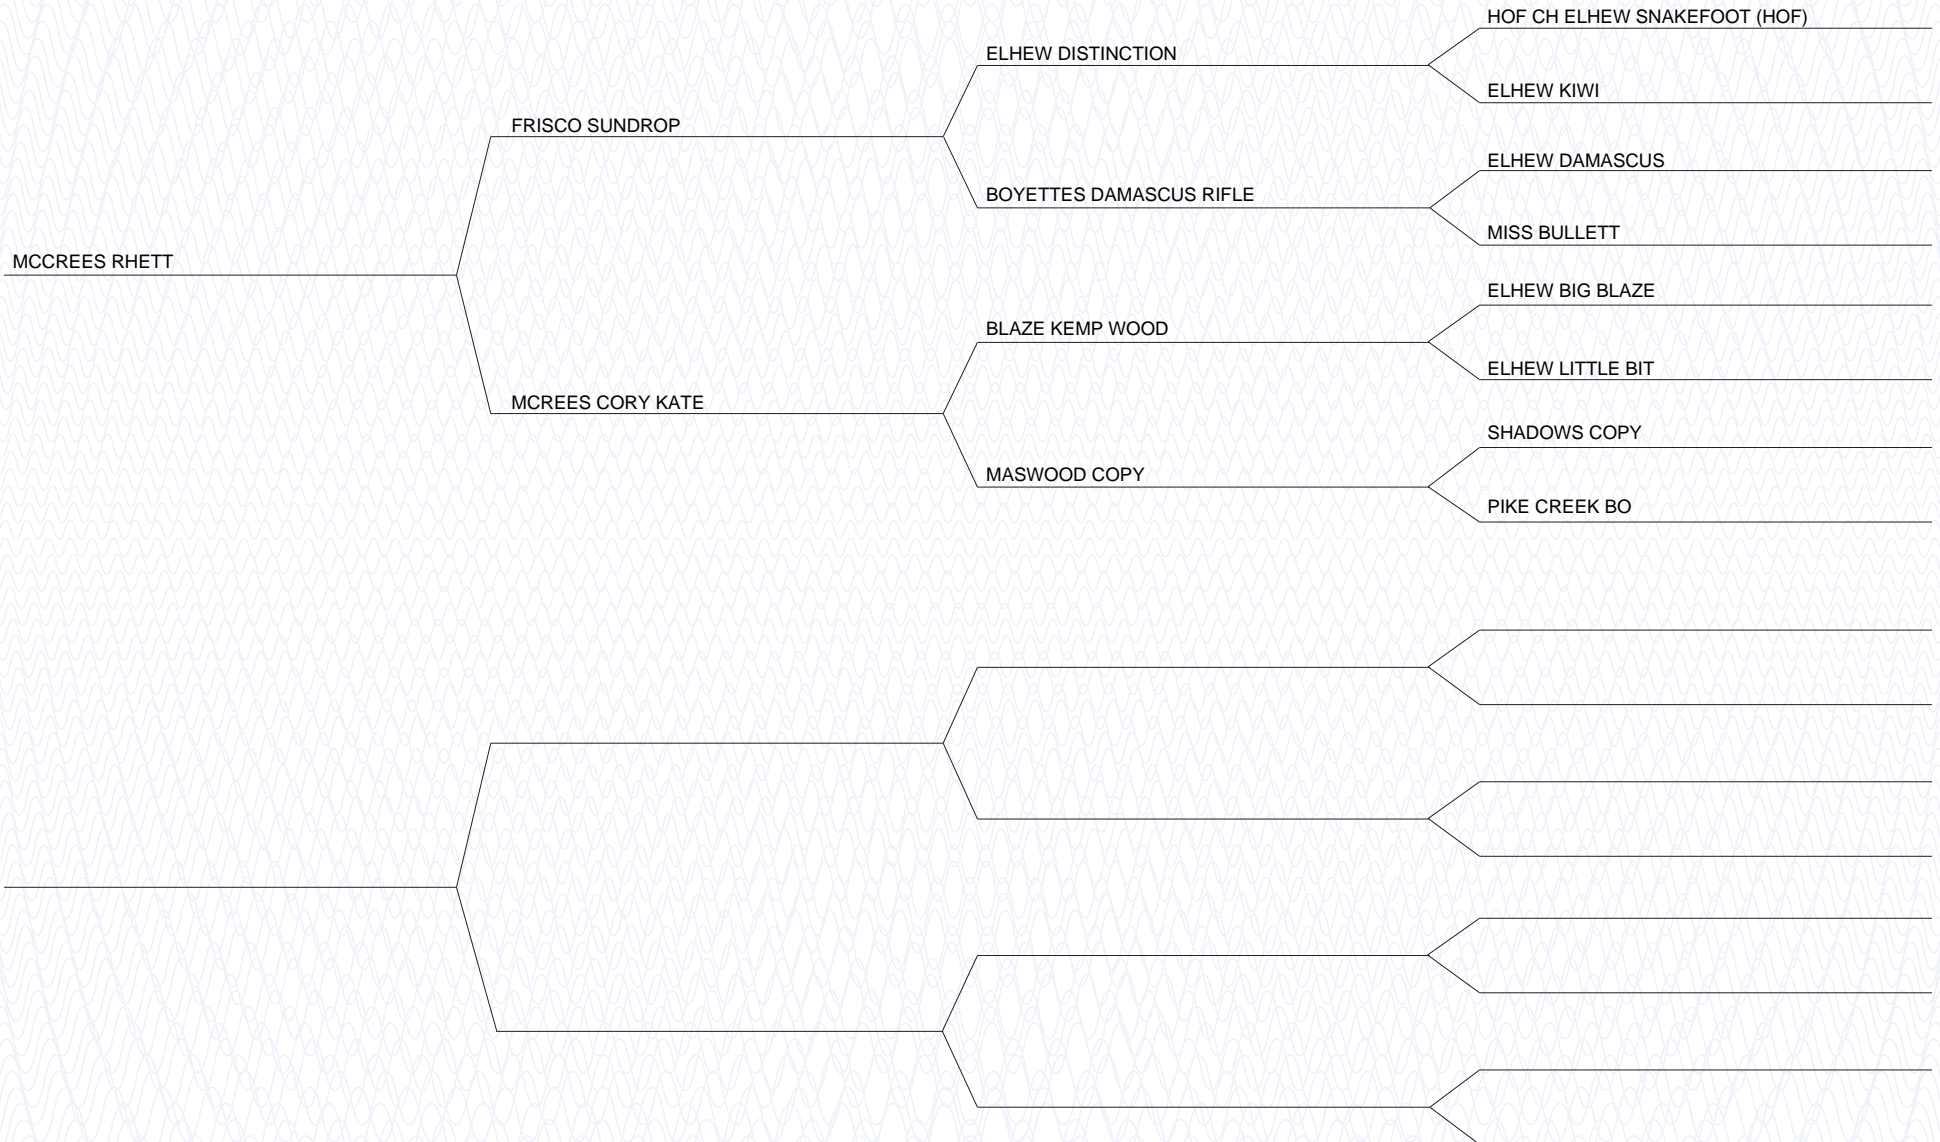 HOF CH ELHEW SNAKEFOOT (HOF)
ELHEW DISTINCTION
ELHEW KIWI
FRISCO SUNDROP
ELHEW DAMASCUS
BOYETTES DAMASCUS RIFLE
MISS BULLETT
MCCREES RHETT
ELHEW BIG BLAZE
BLAZE KEMP WOOD
ELHEW LITTLE BIT
MCREES CORY KATE
SHADOWS COPY
MASWOOD COPY
PIKE CREEK BO